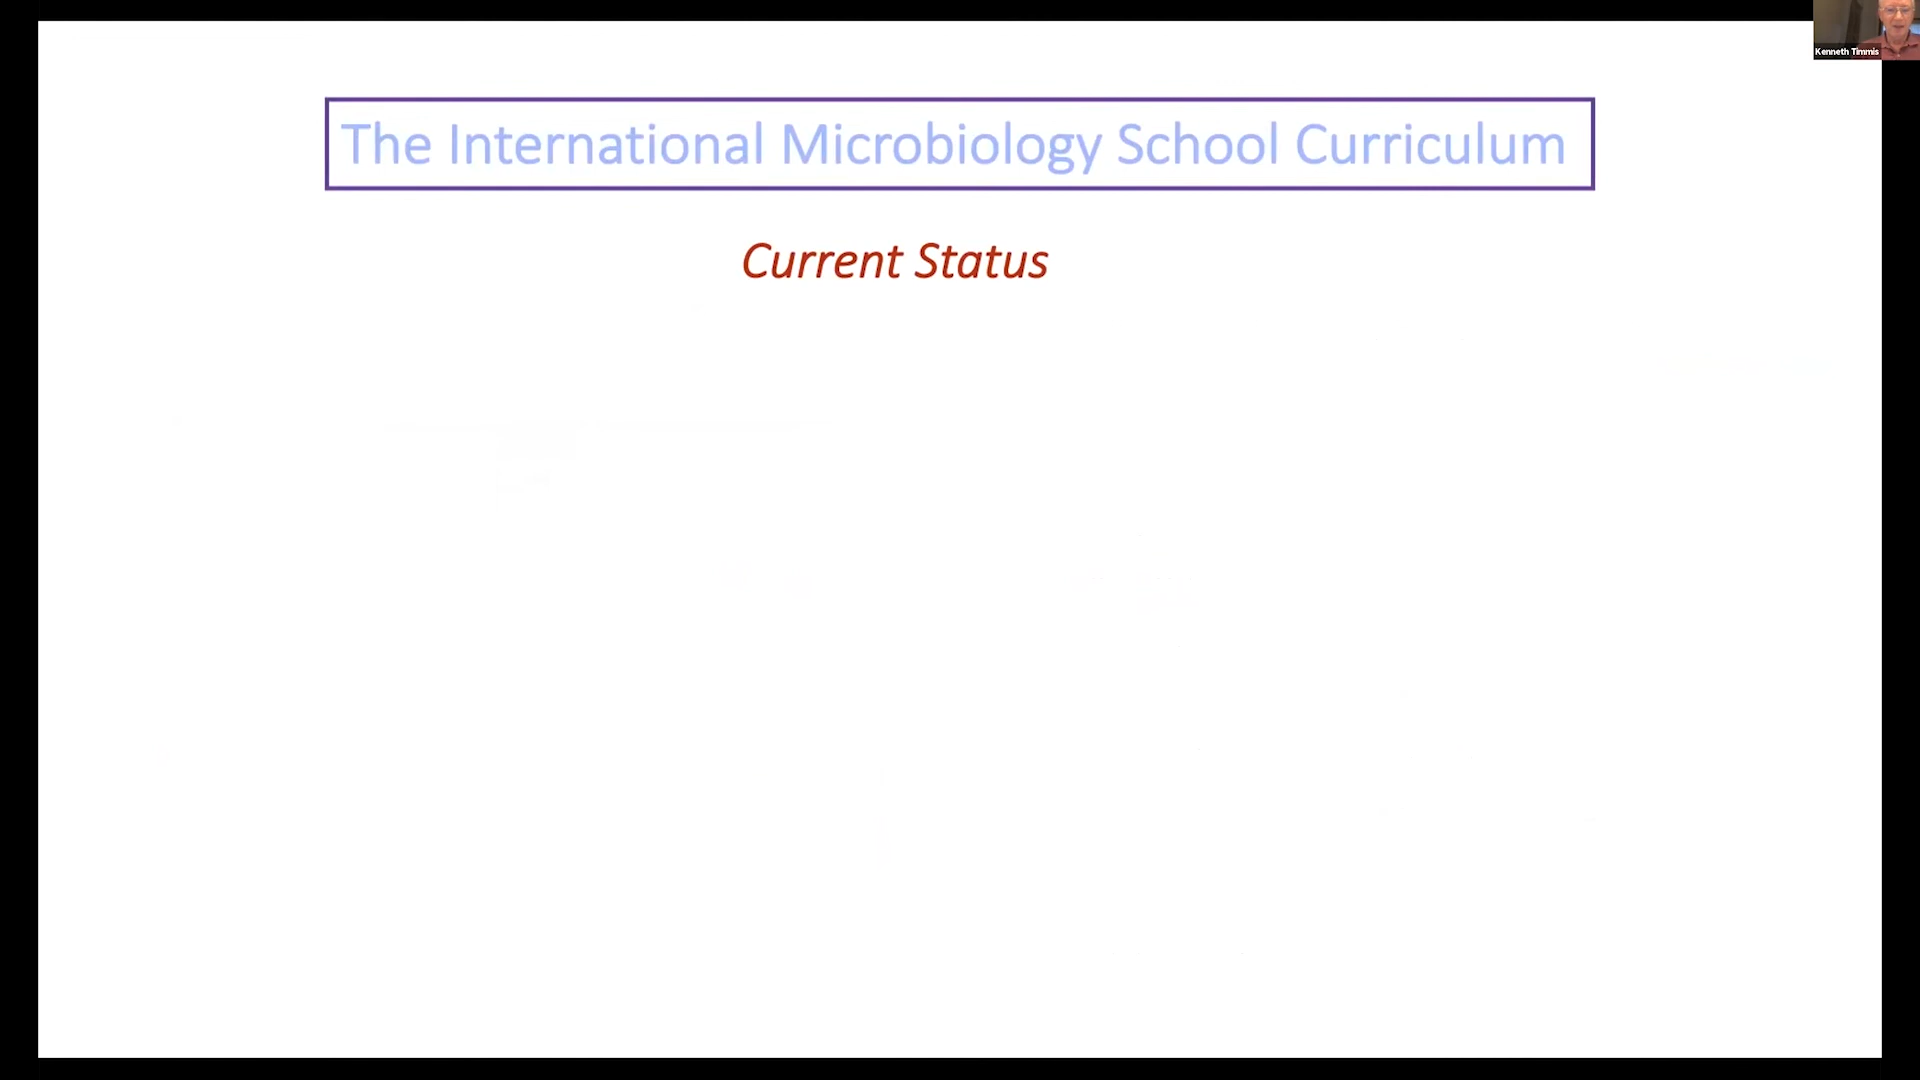 Kenneth Timmis
The International Microbiology School Curriculum
Current Status